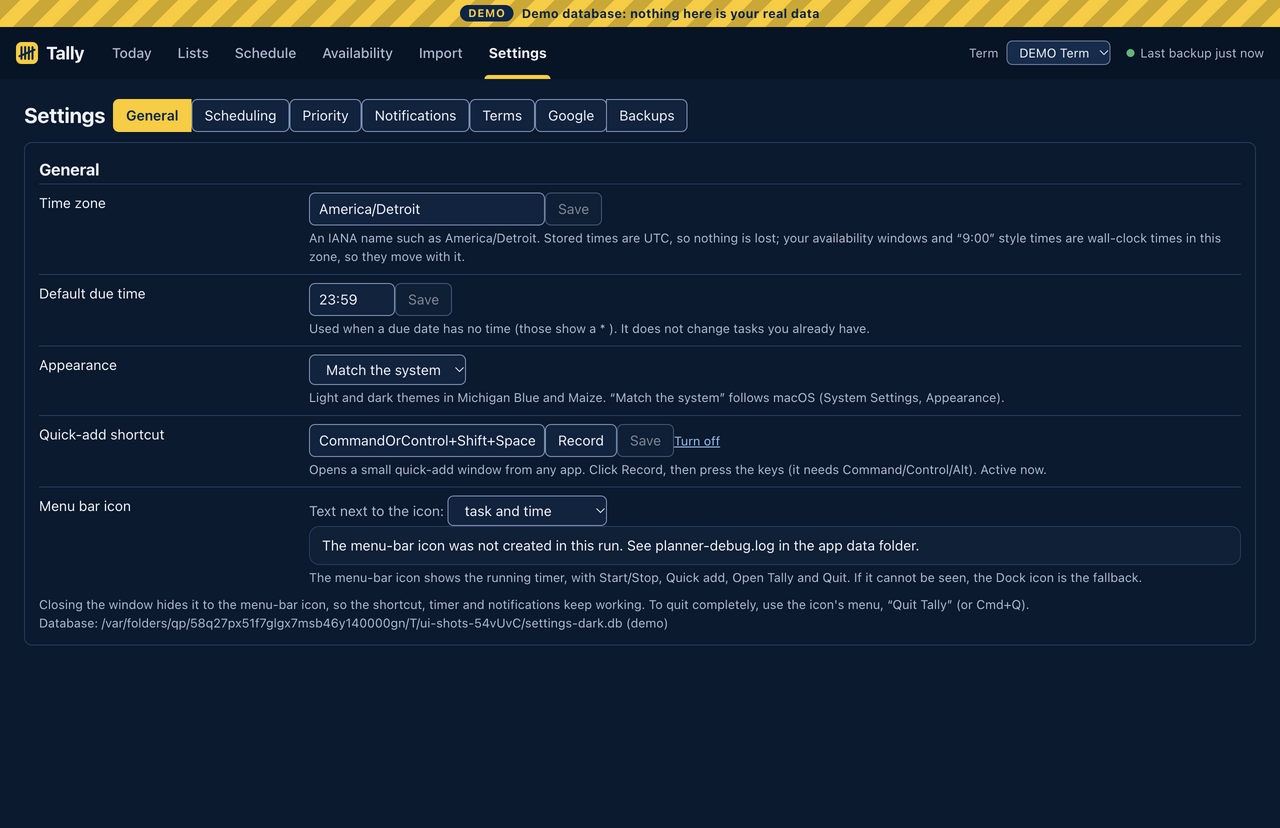 DEMO Demo database: nothing here is your real data
Tally Today Lists Schedule Availability Import Settings Term DEMO Term Last backup just now
Settings General Scheduling Priority Notifications Terms Google Backups
General
Time zone America/Detroit Save
An IANA name such as America/Detroit. Stored times are UTC, so nothing is lost; your availability windows and “9:00” style times are wall-clock times in this
zone, so they move with it.
Default due time 23:59 Save
Used when a due date has no time (those show a * ). It does not change tasks you already have.
Appearance Match the system
Light and dark themes in Michigan Blue and Maize. “Match the system” follows macOS (System Settings, Appearance).
Quick-add shortcut CommandOrControl+Shift+Space Record Save Turn off
Opens a small quick-add window from any app. Click Record, then press the keys (it needs Command/Control/Alt). Active now.
Menu bar icon Text next to the icon: task and time
The menu-bar icon was not created in this run. See planner-debug.log in the app data folder.
The menu-bar icon shows the running timer, with Start/Stop, Quick add, Open Tally and Quit. If it cannot be seen, the Dock icon is the fallback.
Closing the window hides it to the menu-bar icon, so the shortcut, timer and notifications keep working. To quit completely, use the icon's menu, “Quit Tally” (or Cmd+Q).
Database: /var/folders/qp/58q27px51f7glgx7msb46y140000gn/T/ui-shots-54vUvC/settings-dark.db (demo)